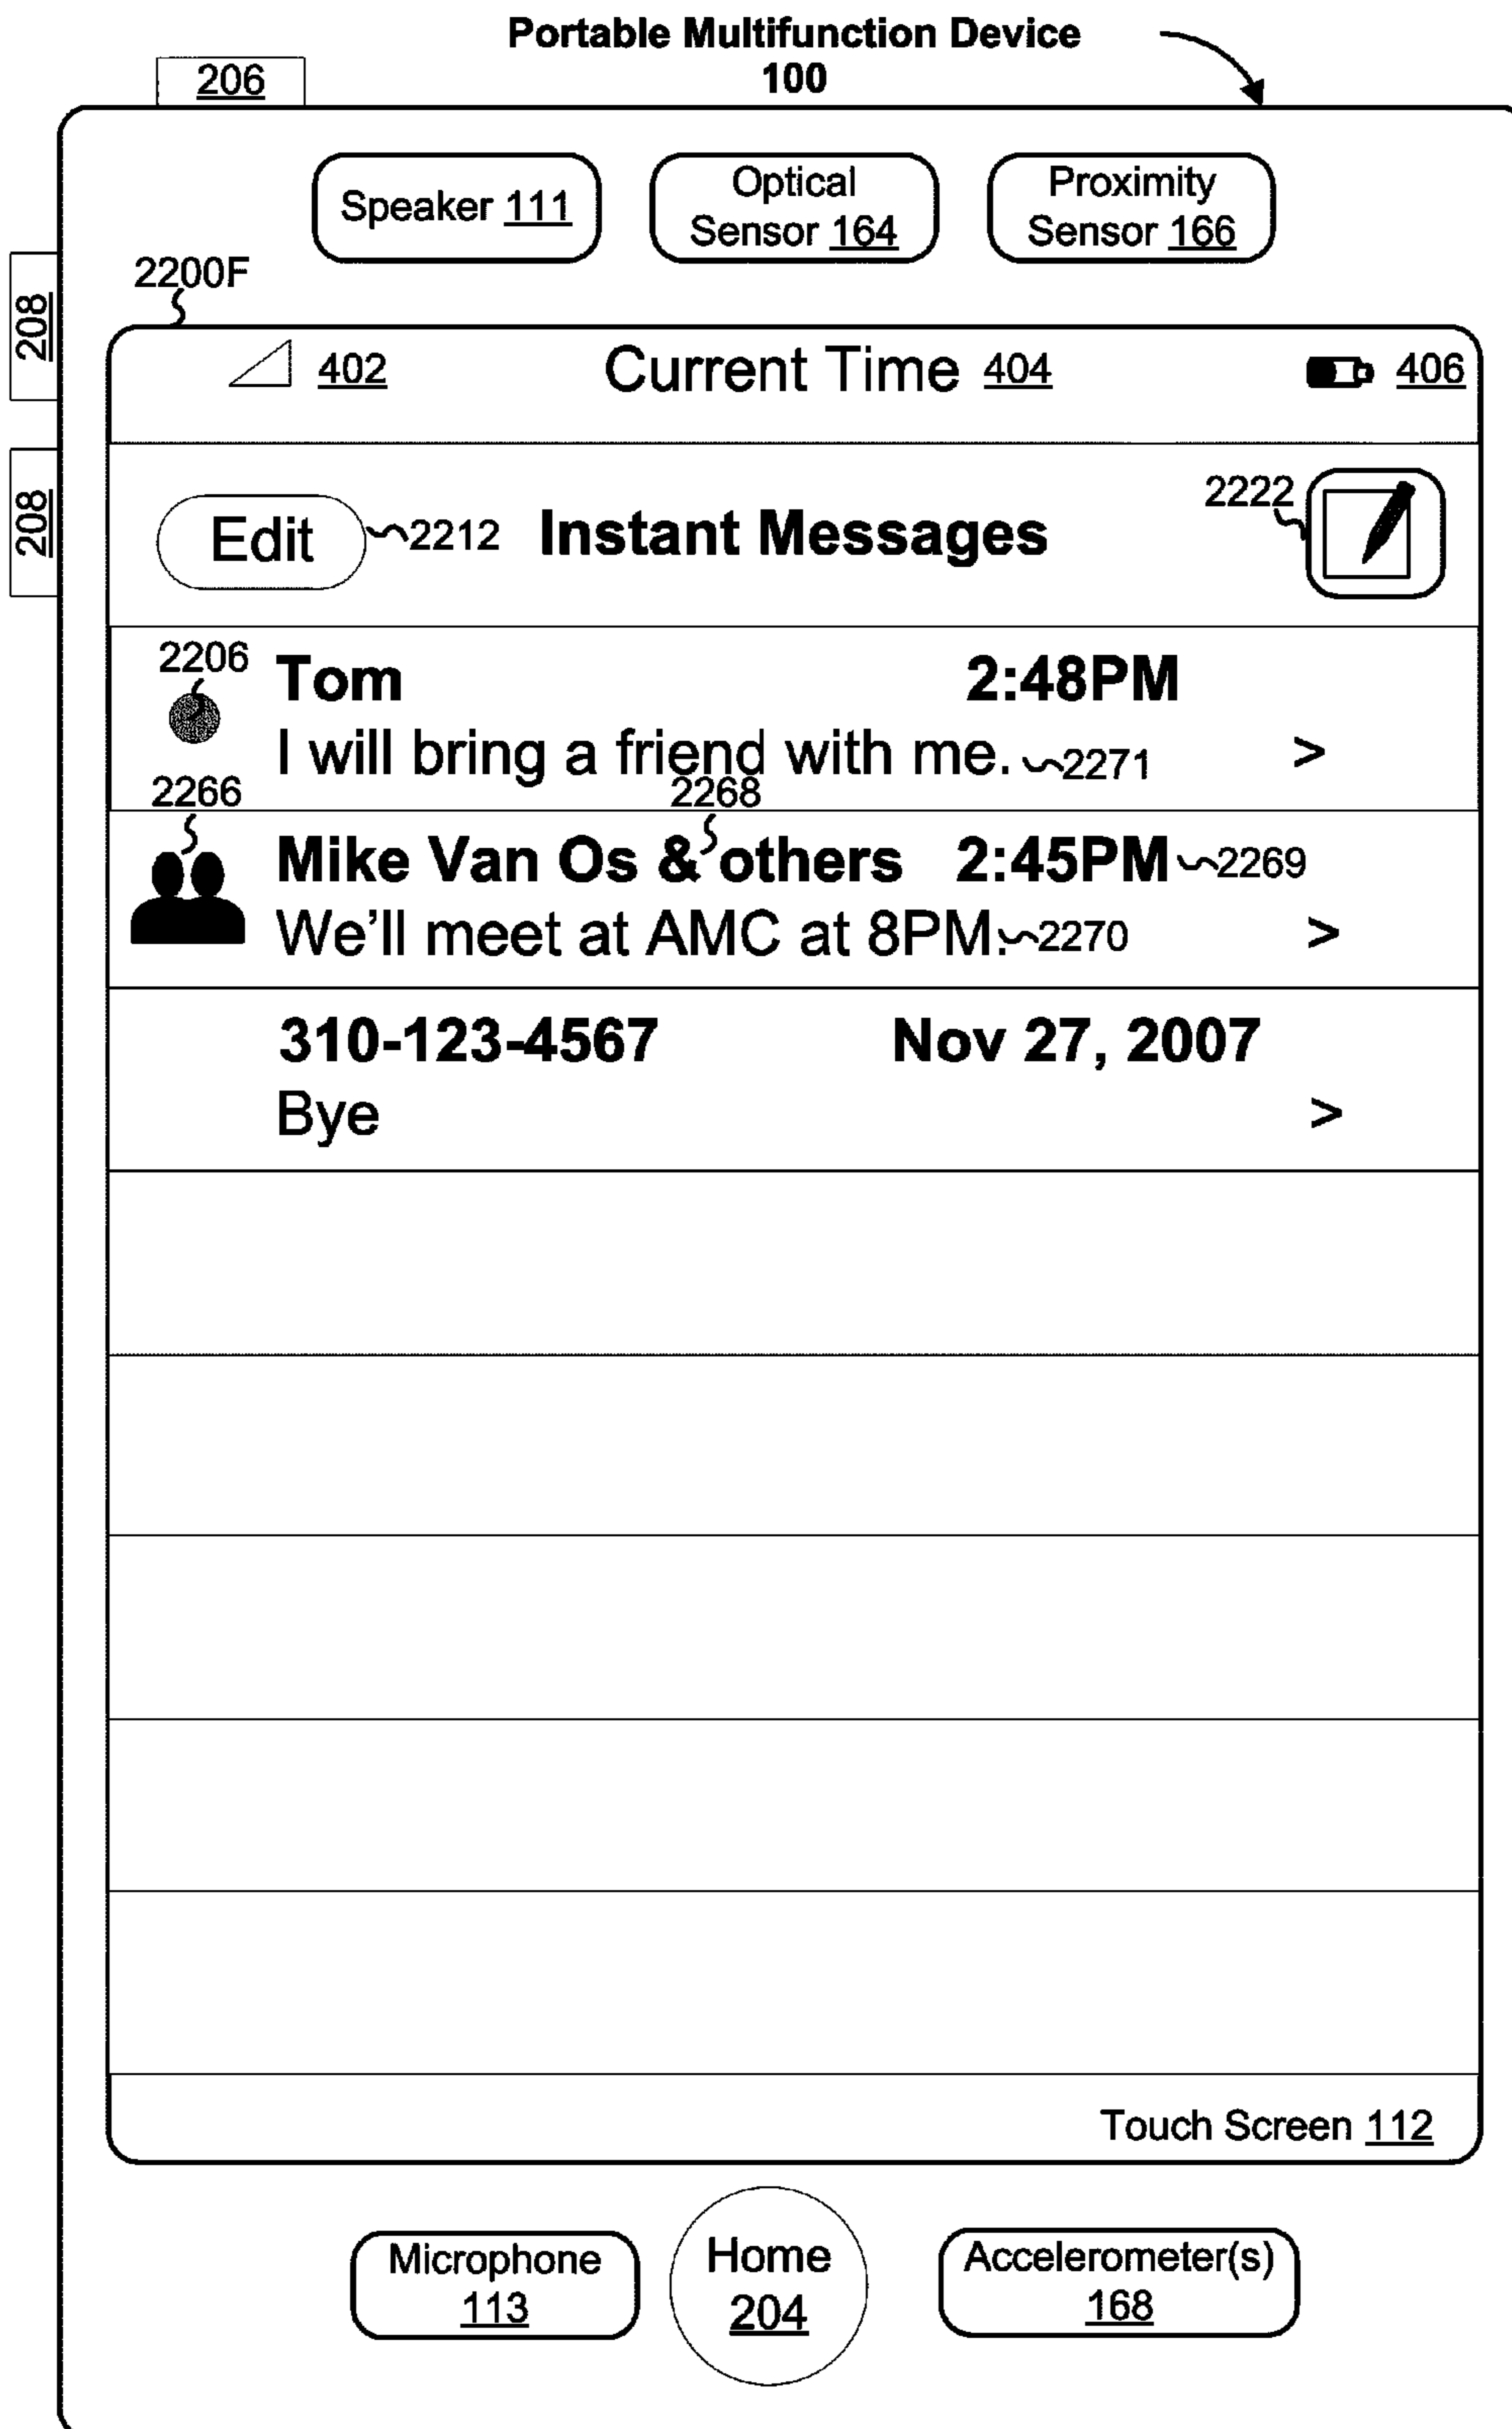 Portable Multifunction Device
100
206
Speaker 111
Optical
Sensor 164
Proximity
Sensor 166
2200F
208
402
Current Time 404
406
208
Edit
2212
Instant Messages
2222
2206
Tom
2:48PM
I will bring a friend with me.
2271
>
2266
2268
Mike Van Os & others
2:45PM
2269
We'll meet at AMC at 8PM.
2270
>
310-123-4567
Nov 27, 2007
Bye
>
Touch Screen 112
Microphone
113
Home
204
Accelerometer(s)
168